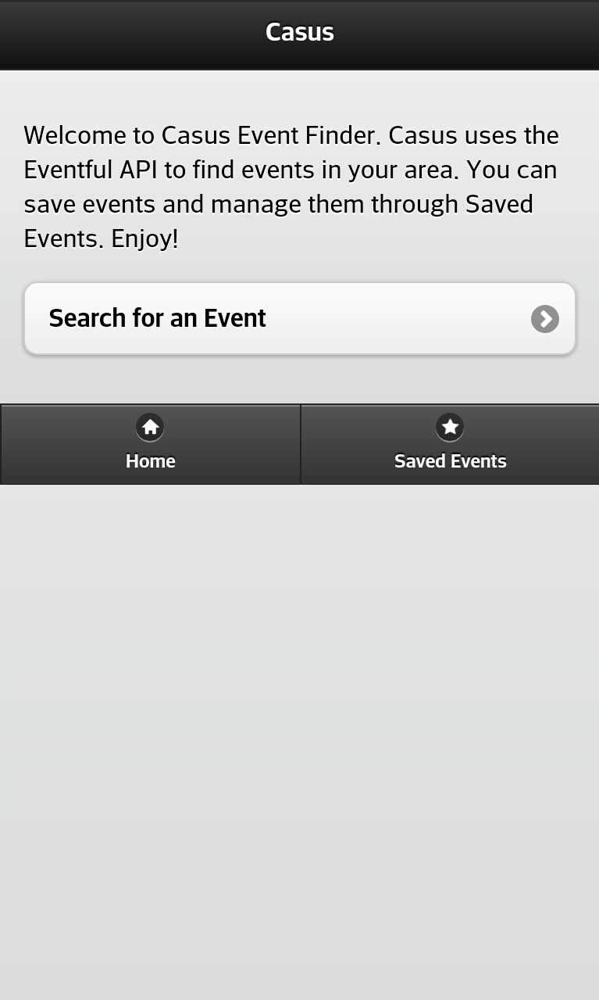 Casus
Welcome to Casus Event Finder. Casus uses the
Eventful API to find events in your area. You can
save events and manage them through Saved
Events. Enjoy!
Search for an Event
Home
Saved Events